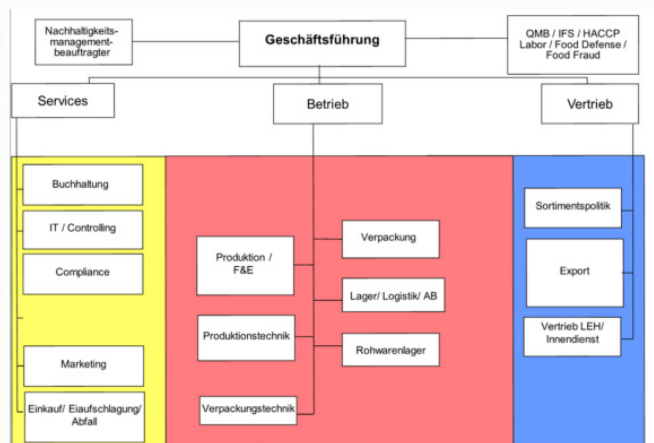 Nachhaltigkeits-
management-
beauftragter
Geschäftsführung
QMB / IFS / HACCP
Labor / Food Defense /
Food Fraud
Services
Betrieb
Vertrieb
Buchhaltung
IT / Controlling
Compliance
Marketing
Einkauf/ Eiaufschlagung/
Abfall
Produktion /
F&E
Produktionstechnik
Verpackungstechnik
Verpackung
Lager/ Logistik/ AB
Rohwarenlager
Sortimentspolitik
Export
Vertrieb LEH/
Innendienst